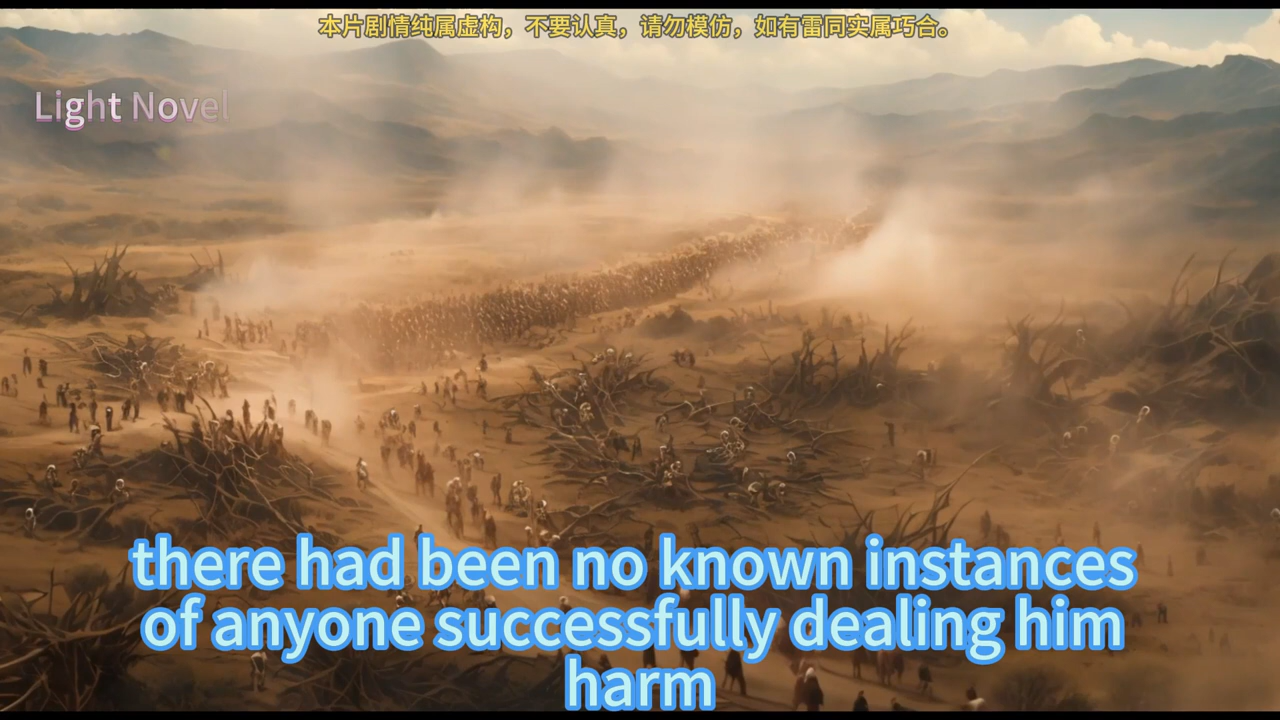 本片剧情纯属虚构，不要认真，请勿模仿，如有雷同实属巧合。
Light Novel
there had been no known instances
of anyone successfully dealing him
harm